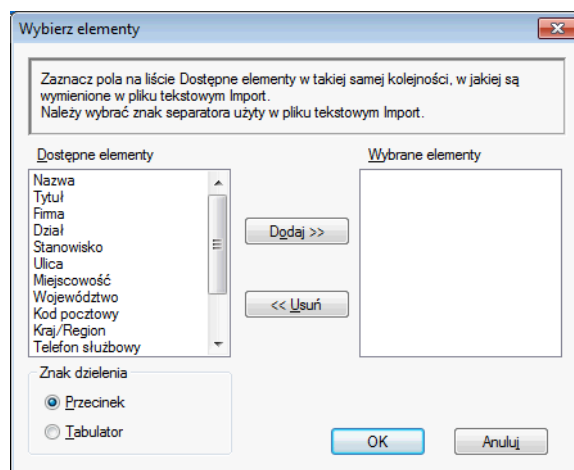 Wybierz elementy
Zaznacz pola na liście Dostępne elementy w takiej samej kolejności, w jakiej są
wymienione w pliku tekstowym Import.
Należy wybrać znak separatora użyty w pliku tekstowym Import.
Dostępne elementy
Wybrane elementy
Nazwa
Tytuł
Firma
Dział
Stanowisko
Ulica
Miejscowość
Województwo
Kod pocztowy
Kraj/Region
Telefon służbowy
Dodaj >>
<< Usuń
Znak dzielenia
Przecinek
Tabulator
OK
Anuluj